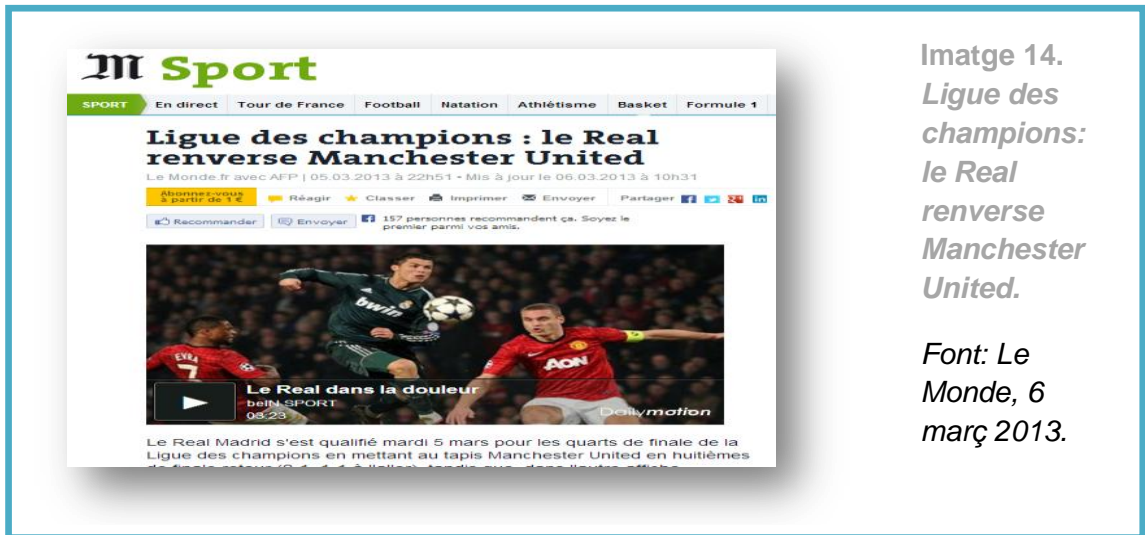 M Sport
SPORT En direct Tour de France Football Natation Athlétisme Basket Formule 1
Ligue des champions : le Real
renverse Manchester United
Le Monde.fr avec AFP | 05.03.2013 à 22h51 • Mis à jour le 06.03.2013 à 10h31
Abonnez-vous
à partir de 1 €
Réagir Classer Imprimer Envoyer Partager
Recommander Envoyer 157 personnes recommandent ça. Soyez le
premier parmi vos amis.
bwin
EVRA
7
AON
Le Real dans la douleur
beIN SPORT
03:23
Dailymotion
Le Real Madrid s'est qualifié mardi 5 mars pour les quarts de finale de la
Ligue des champions en mettant au tapis Manchester United en huitièmes
Imatge 14.
Ligue des
champions:
le Real
renverse
Manchester
United.
Font: Le
Monde, 6
març 2013.